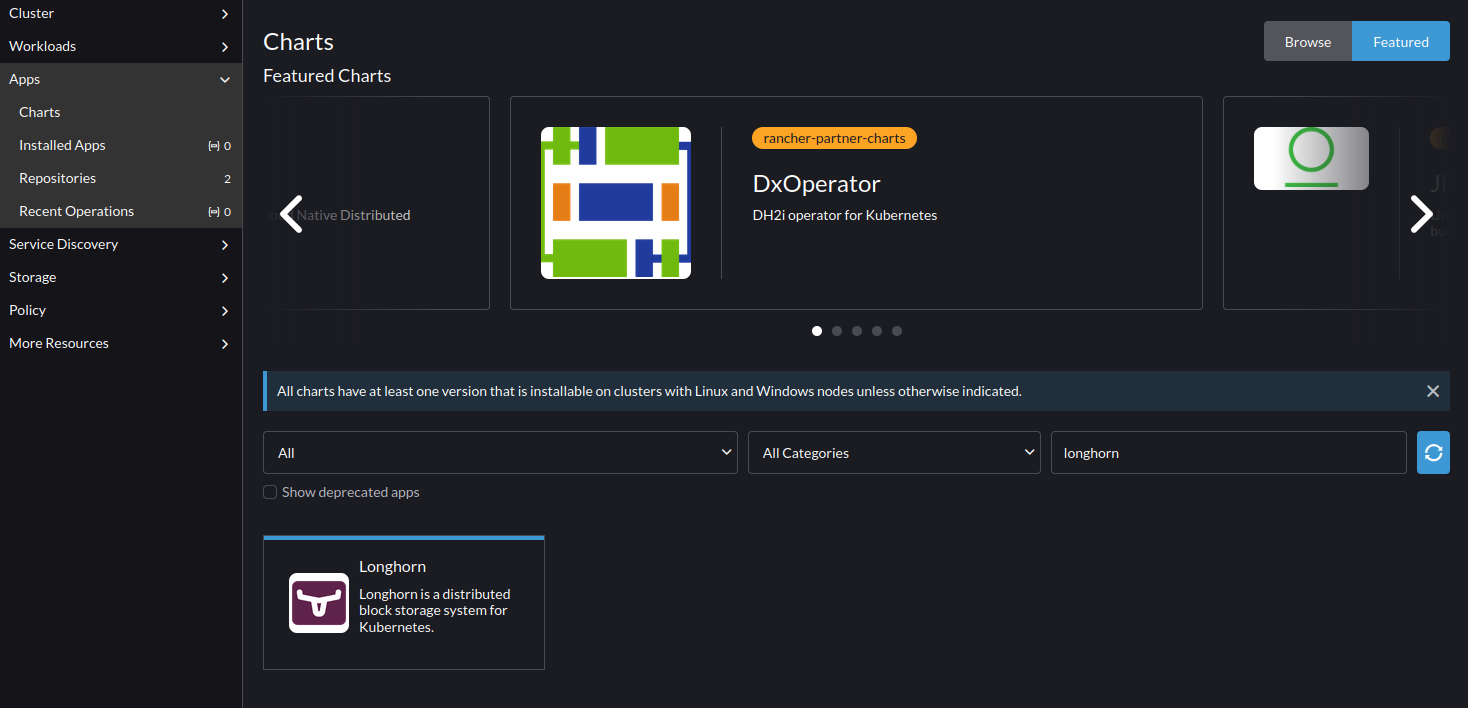 Cluster
Workloads
Apps
Charts
Installed Apps 0
Repositories 2
Recent Operations 0
Service Discovery
Storage
Policy
More Resources
Charts
Browse
Featured
Featured Charts
Native Distributed
rancher-partner-charts
DxOperator
DH2i operator for Kubernetes
All charts have at least one version that is installable on clusters with Linux and Windows nodes unless otherwise indicated.
All
All Categories
longhorn
Show deprecated apps
Longhorn
Longhorn is a distributed
block storage system for
Kubernetes.